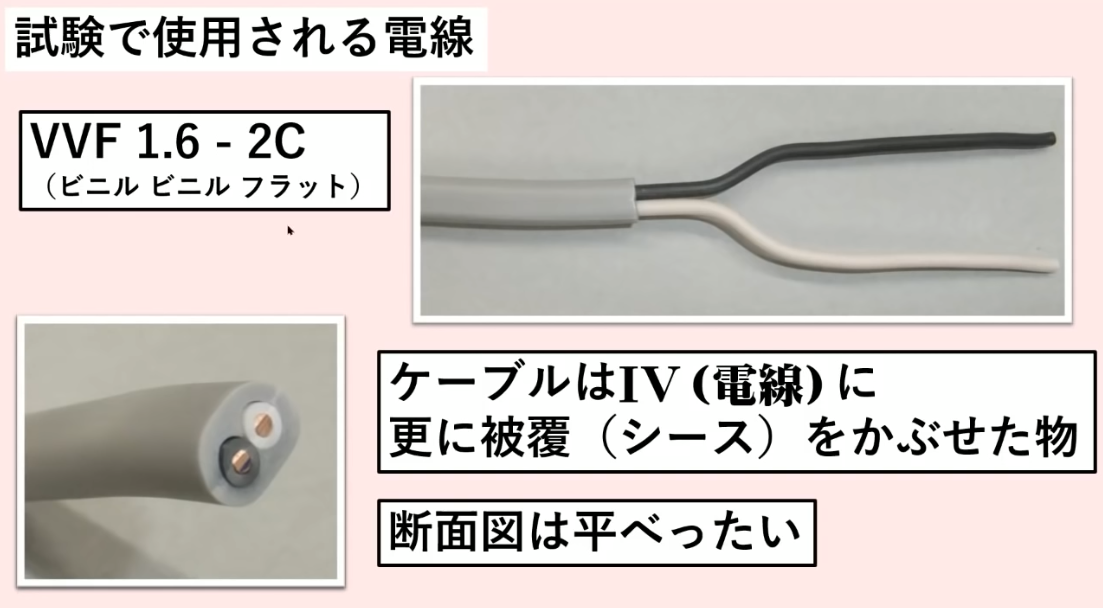 試験で使用される電線
VVF 1.6 - 2C
（ビニル ビニル フラット）
ケーブルはIV (電線) に
更に被覆（シース）をかぶせた物
断面図は平べったい